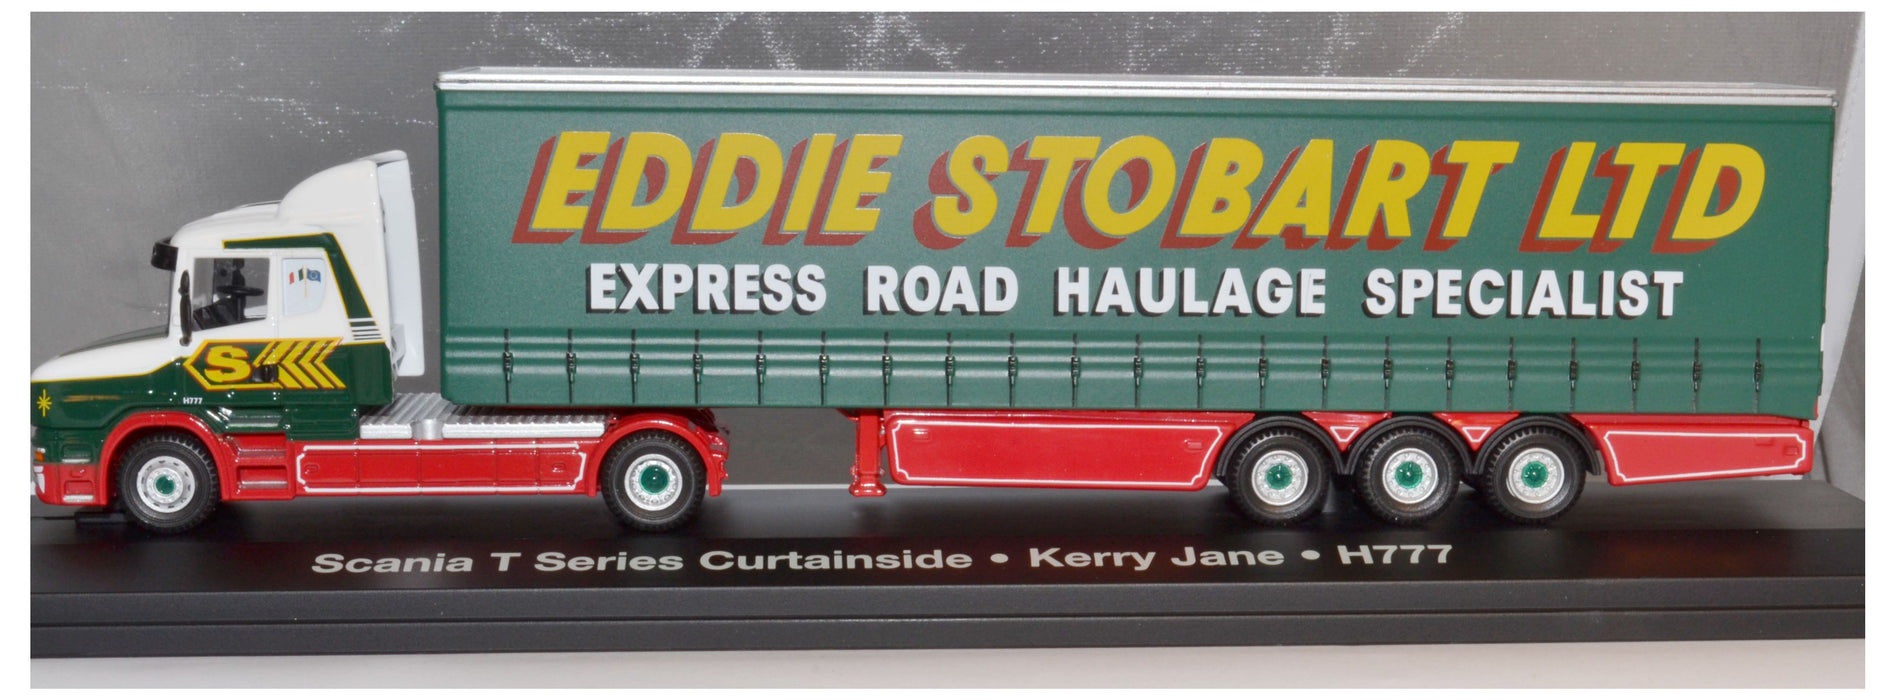 EDDIE STOBART LTD
EXPRESS ROAD HAULAGE SPECIALIST
S
H777
Scania T Series Curtainside • Kerry Jane • H777